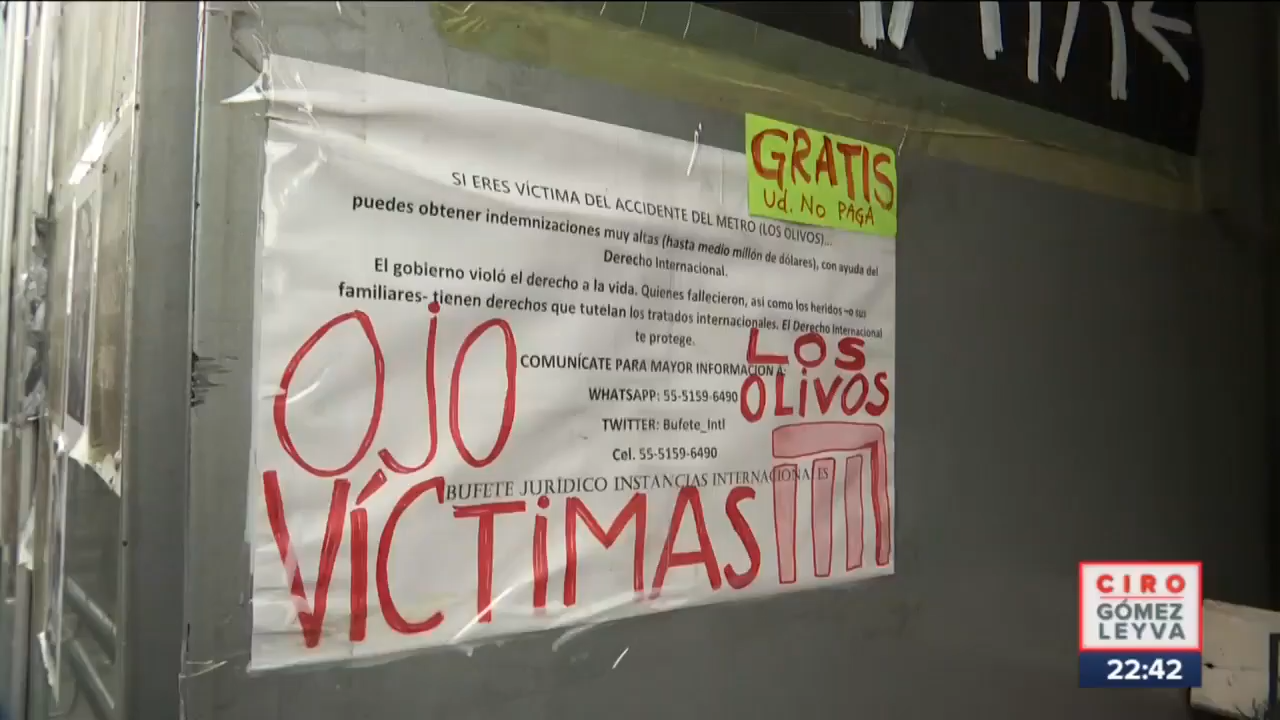 GRATIS
Ud. No PAGA
SI ERES VÍCTIMA DEL ACCIDENTE DEL METRO (LOS OLIVOS)...
puedes obtener indemnizaciones muy altas (hasta medio millón de dólares), con ayuda del
Derecho Internacional.
El gobierno violó el derecho a la vida. Quienes fallecieron, asi como los heridos -o sus
familiares- tienen derechos que tutelan los tratados internacionales. El Derecho Internacional
te protege.
COMUNÍCATE PARA MAYOR INFORMACIÓN A:
WHATSAPP: 55-5159-6490
TWITTER: Bufete_Intl
Cel. 55-5159-6490
BUFETE JURÍDICO INSTANCIAS INTERNACIONALES
OJO
VÍCTIMAS
LOS
OLIVOS
CIRO
GÓMEZ
LEYVA
22:42